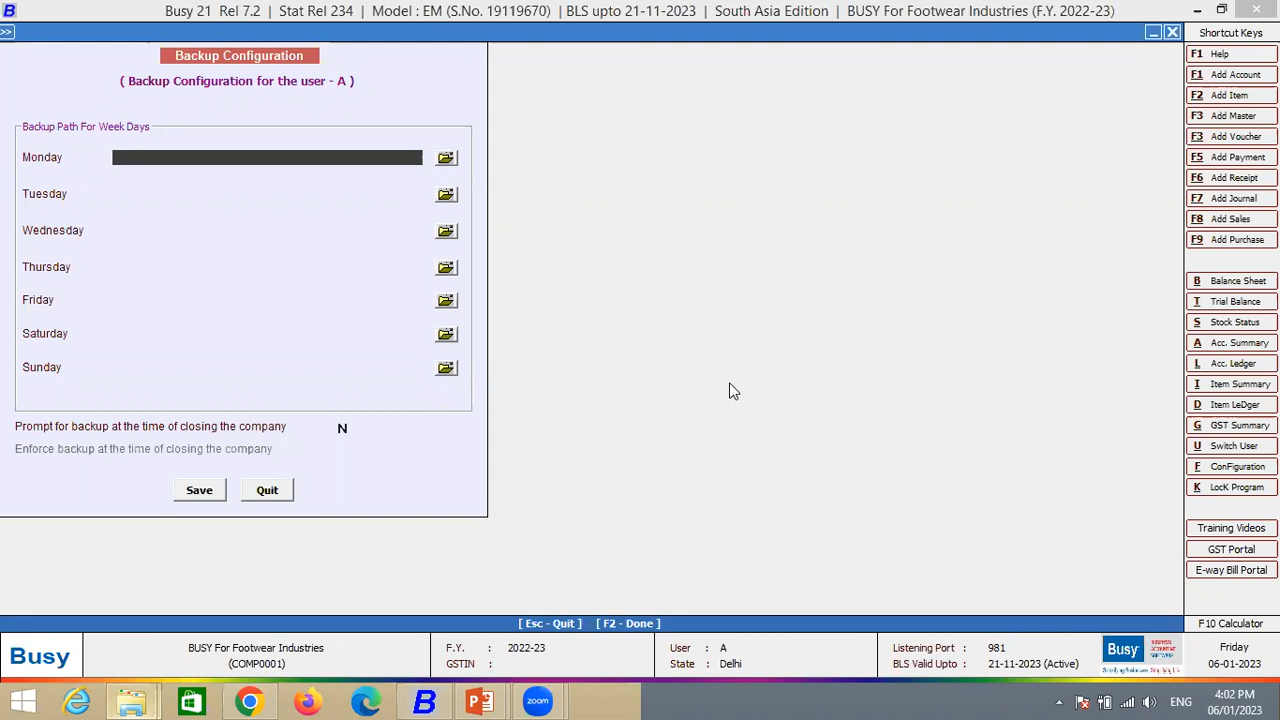 Busy 21 Rel 7.2 | Stat Rel 234 | Model : EM (S.No. 19119670) | BLS upto 21-11-2023 | South Asia Edition | BUSY For Footwear Industries (F.Y. 2022-23)
>>
Shortcut Keys
Backup Configuration
( Backup Configuration for the user - A )
Backup Path For Week Days
Monday
Tuesday
Wednesday
Thursday
Friday
Saturday
Sunday
Prompt for backup at the time of closing the company N
Enforce backup at the time of closing the company
Save Quit
F1 Help
F1 Add Account
F2 Add Item
F3 Add Master
F3 Add Voucher
F5 Add Payment
F6 Add Receipt
F7 Add Journal
F8 Add Sales
F9 Add Purchase
B Balance Sheet
T Trial Balance
S Stock Status
A Acc. Summary
L Acc. Ledger
I Item Summary
D Item LeDger
G GST Summary
U Switch User
F ConFiguration
K LocK Program
Training Videos
GST Portal
E-way Bill Portal
[ Esc - Quit ] [ F2 - Done ]
F10 Calculator
Busy
BUSY For Footwear Industries
(COMP0001)
F.Y. 2022-23
GSTIN :
User : A
State : Delhi
Listening Port : 981
BLS Valid Upto : 21-11-2023 (Active)
Busy
Friday
06-01-2023
zoom
ENG
4:02 PM
06/01/2023